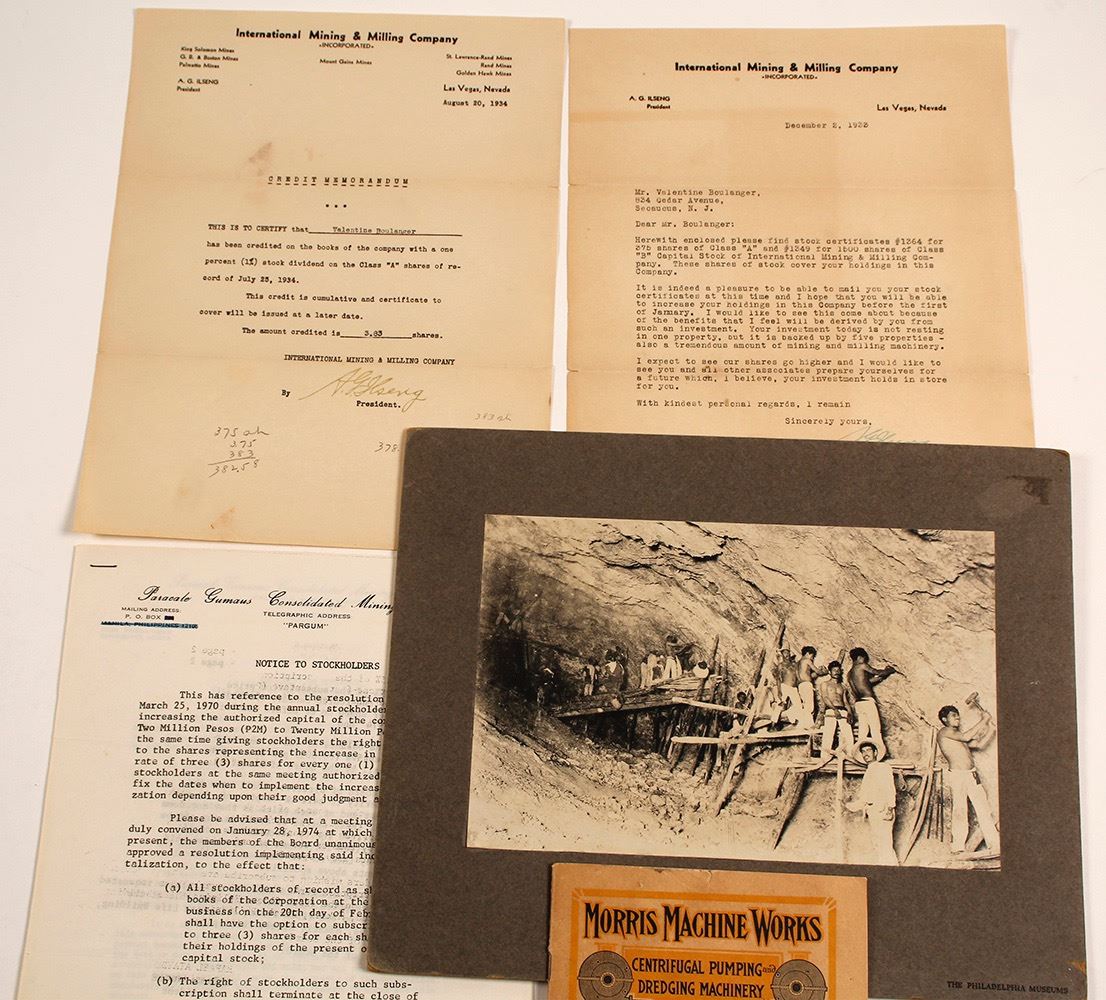 International Mining & Milling Company
-INCORPORATED-
King Solomon Mines
G. R. & Boston Mines
Palmetto Mines
Mount Gains Mines
St. Lawrence-Rand Mines
Rand Mines
Golden Hawk Mines
A. G. ILSENG
President
Las Vegas, Nevada
August 20, 1934
CREDIT MEMORANDUM
...
THIS IS TO CERTIFY that Valentine Boulanger
has been credited on the books of the company with a one
percent (1%) stock dividend on the Class "A" shares of re-
cord of July 25, 1934.
This credit is cumulative and certificate to
cover will be issued at a later date.
The amount credited is 3.83 shares.
INTERNATIONAL MINING & MILLING COMPANY
By A. G. Ilseng
President.
375 sh
375
383
382.58
378
383 sh
International Mining & Milling Company
-INCORPORATED-
A. G. ILSENG
President
Las Vegas, Nevada
December 2, 1933
Mr. Valentine Boulanger,
834 Cedar Avenue,
Secaucus, N. J.
Dear Mr. Boulanger:
Herewith enclosed please find stock certificates #1364 for
375 shares of Class "A" and #1349 for 1500 shares of Class
"B" Capital Stock of International Mining & Milling Com-
pany. These shares of stock cover your holdings in this
Company.
It is indeed a pleasure to be able to mail you your stock
certificates at this time and I hope that you will be able
to increase your holdings in this Company before the first
of January. I would like to see this come about because
of the benefits that I feel will be derived by you from
such an investment. Your investment today is not resting
in one property, but it is backed up by five properties -
also a tremendous amount of mining and milling machinery.
I expect to see our shares go higher and I would like to
see you and all other associates prepare yourselves for
a future which, I believe, your investment holds in store
for you.
With kindest personal regards, I remain
Sincerely yours,
Paracale Gumaus Consolidated Mining
MAILING ADDRESS
P. O. BOX
MANILA, PHILIPPINES
TELEGRAPHIC ADDRESS
"PARGUM"
NOTICE TO STOCKHOLDERS
This has reference to the resolution
March 25, 1970 during the annual stockholde
increasing the authorized capital of the co
Two Million Pesos (P2M) to Twenty Million P
the same time giving stockholders the right
to the shares representing the increase in
rate of three (3) shares for every one (1)
stockholders at the same meeting authorized
fix the dates when to implement the increas
zation depending upon their good judgment a
Please be advised that at a meeting
duly convened on January 28, 1974 at which
present, the members of the Board unanimous
approved a resolution implementing said inc
talization, to the effect that:
(a) All stockholders of record as s
books of the Corporation at the
business on the 20th day of Feb
shall have the option to subscr
to three (3) shares for each sh
their holdings of the present o
capital stock;
(b) The right of stockholders to such subs-
cription shall terminate at the close of
THE PHILADELPHIA MUSEUMS
MORRIS MACHINE WORKS
CENTRIFUGAL PUMPING and
DREDGING MACHINERY